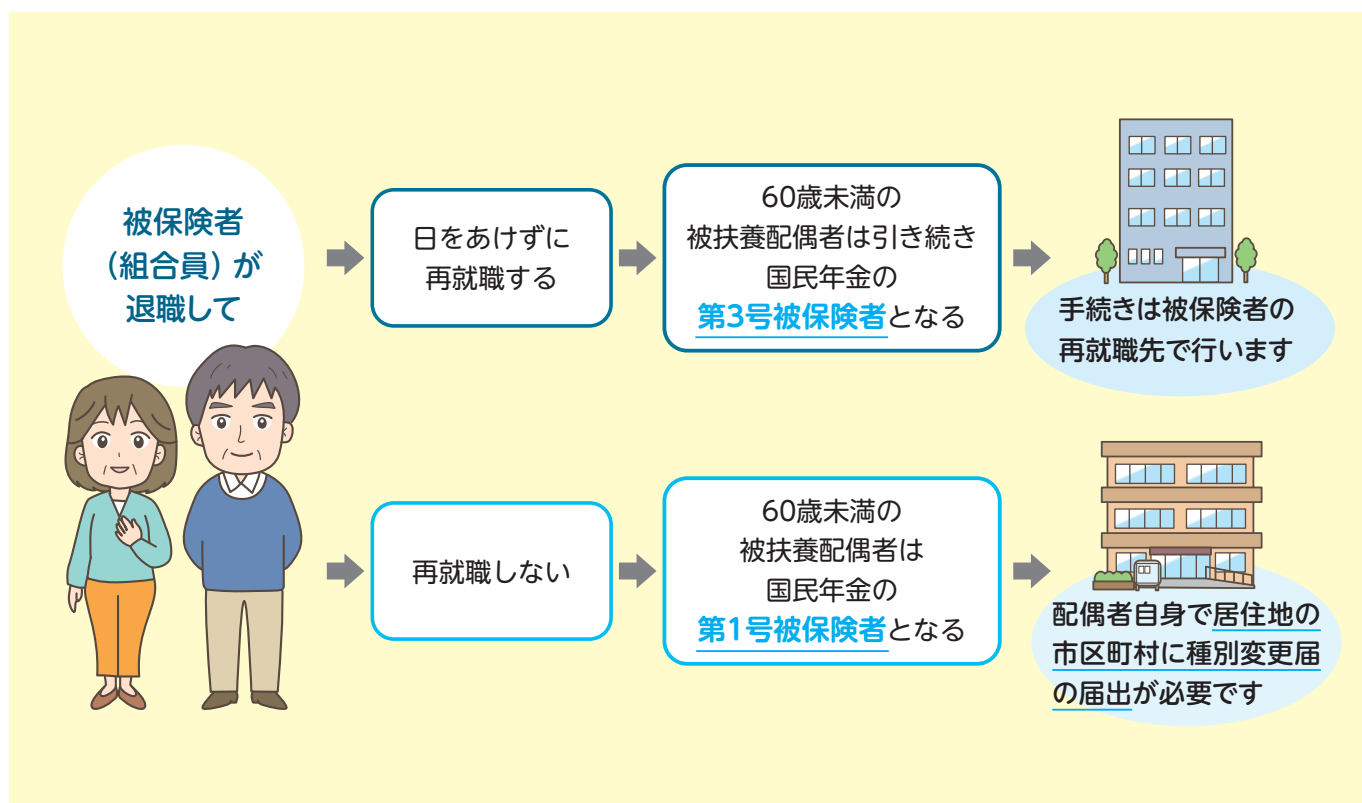 被保険者
（組合員）が
退職して
日をあけずに
再就職する
60歳未満の
被扶養配偶者は引き続き
国民年金の
第3号被保険者となる
手続きは被保険者の
再就職先で行います
再就職しない
60歳未満の
被扶養配偶者は
国民年金の
第1号被保険者となる
配偶者自身で居住地の
市区町村に種別変更届
の届出が必要です